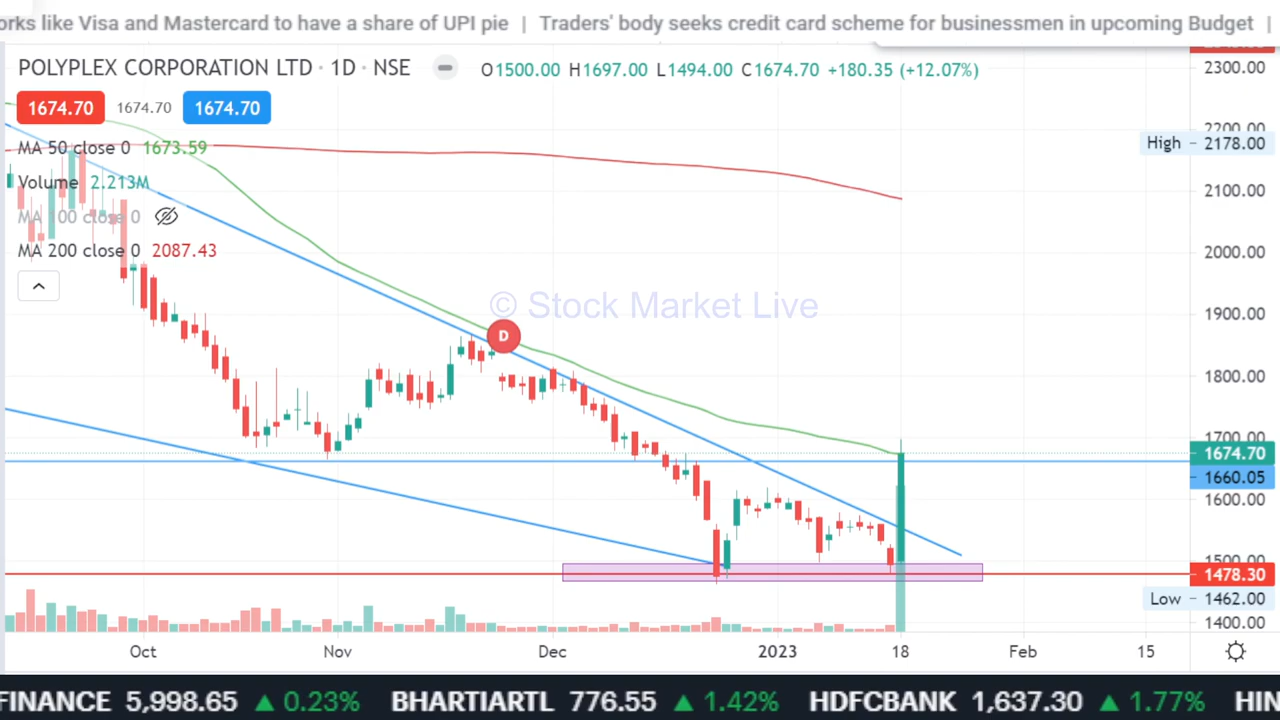 orks like Visa and Mastercard to have a share of UPI pie | Traders' body seeks credit card scheme for businessmen in upcoming Budget |
POLYPLEX CORPORATION LTD · 1D · NSE O1500.00 H1697.00 L1494.00 C1674.70 +180.35 (+12.07%)
1674.70 1674.70 1674.70
MA 50 close 0 1673.59
Volume 2.213M
MA 100 close 0
MA 200 close 0 2087.43
© Stock Market Live
D
2300.00
2200.00
High 2178.00
2100.00
2000.00
1900.00
1800.00
1700.00
1674.70
1660.05
1600.00
1500.00
1478.30
Low 1462.00
1400.00
Oct Nov Dec 2023 18 Feb 15
FINANCE 5,998.65 ▲ 0.23% BHARTIARTL 776.55 ▲ 1.42% HDFCBANK 1,637.30 ▲ 1.77% HIN